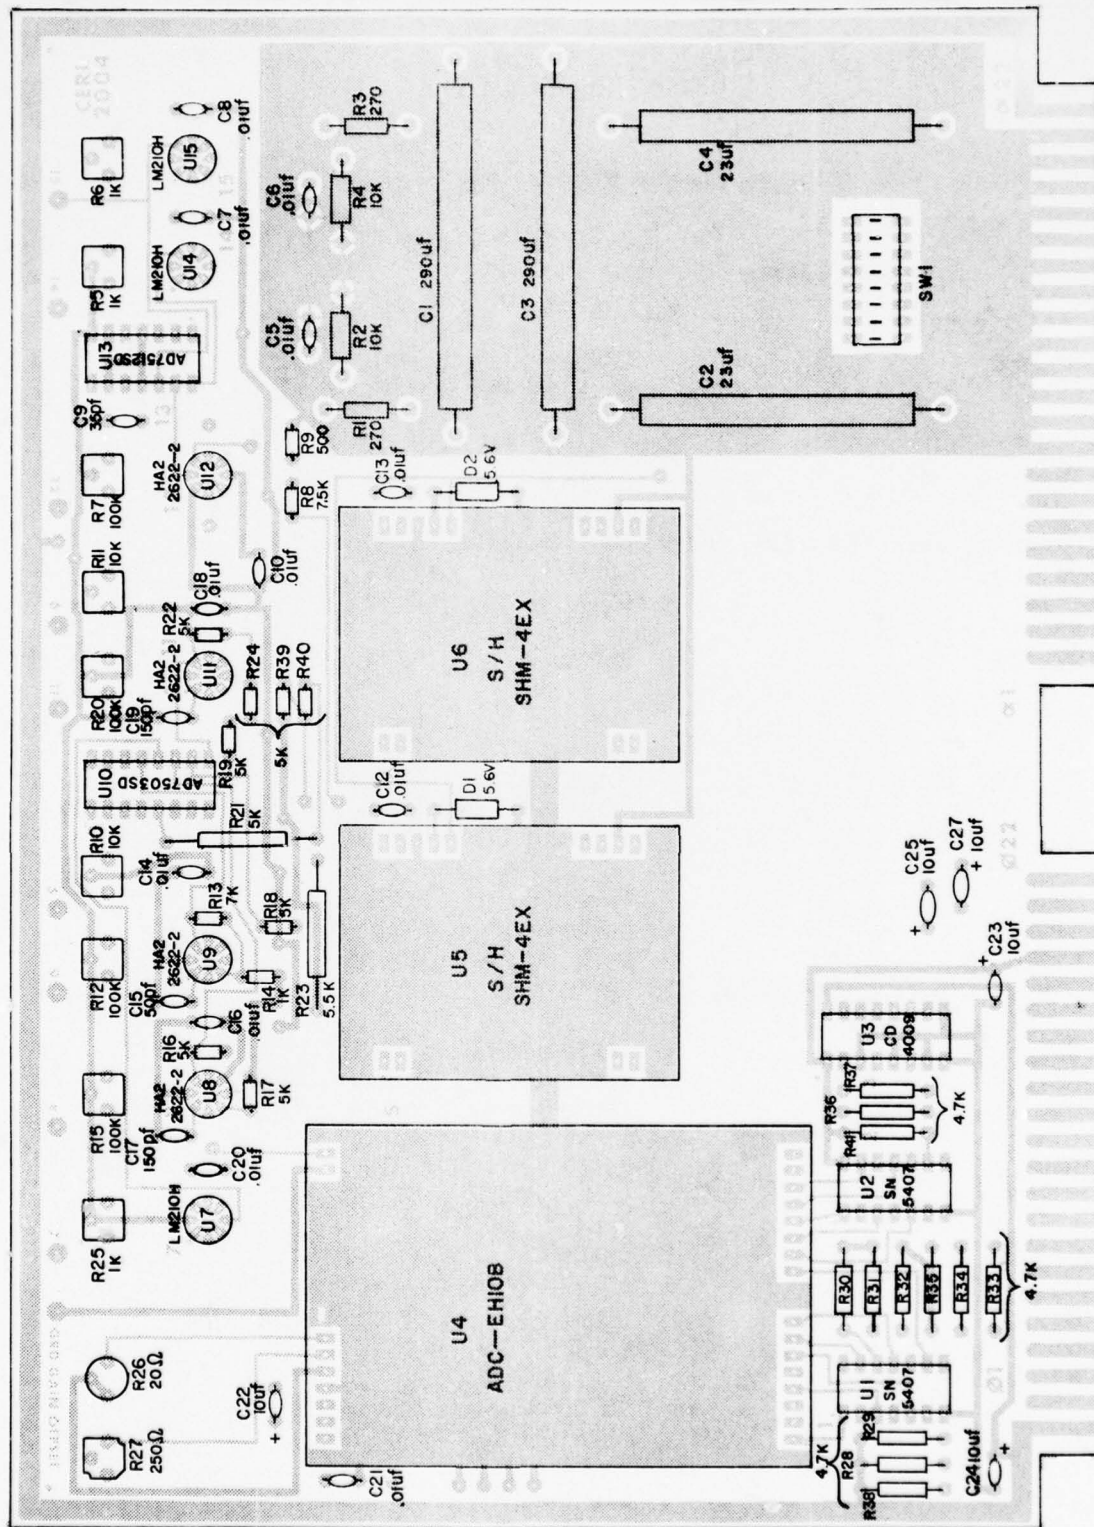 CERL
2004
R6
1K
LM210H
U15
C8
.01uf
R5
1K
LM210H
U14
C7
.01uf
U13
AD7512SD
C9
35pf
R7
100K
HA2
2622-2
U12
R11
10K
R22
5K
C18
.01uf
R20
100K
HA2
2622-2
U11
C19
150pf
U10
AD7503SD
R19
5K
R21
5K
R10
10K
C14
.01uf
R13
7K
R12
100K
HA2
2622-2
U9
C15
50pf
R18
5K
R14
1K
R23
5.5K
C16
.01uf
R16
5K
R15
100K
HA2
2622-2
U8
R17
5K
C17
150pf
C20
.01uf
R25
1K
LM210H
U7
R26
20Ω
R27
250Ω
C22
10uf
+
C21
.01uf
R3
270
C6
.01uf
R4
10K
C5
.01uf
R2
10K
R1
270
R9
500
R8
7.5K
C10
.01uf
R24
R39
R40
5K
C1 290uf
C3 290uf
C4
23uf
C2
23uf
SW1
C13
.01uf
D2
5.6V
U6
S/H
SHM-4EX
C12
.01uf
D1
5.6V
U5
S/H
SHM-4EX
U4
ADC-EH10B
C25
10uf
+
C27
10uf
+
C23
10uf
+
U3
CD
4009
R37
R36
R41
4.7K
U2
SN
5407
R30
R31
R32
R35
R34
R33
4.7K
U1
SN
5407
R29
R28
R38
4.7K
C24 10uf
+
Ø22
Ø1